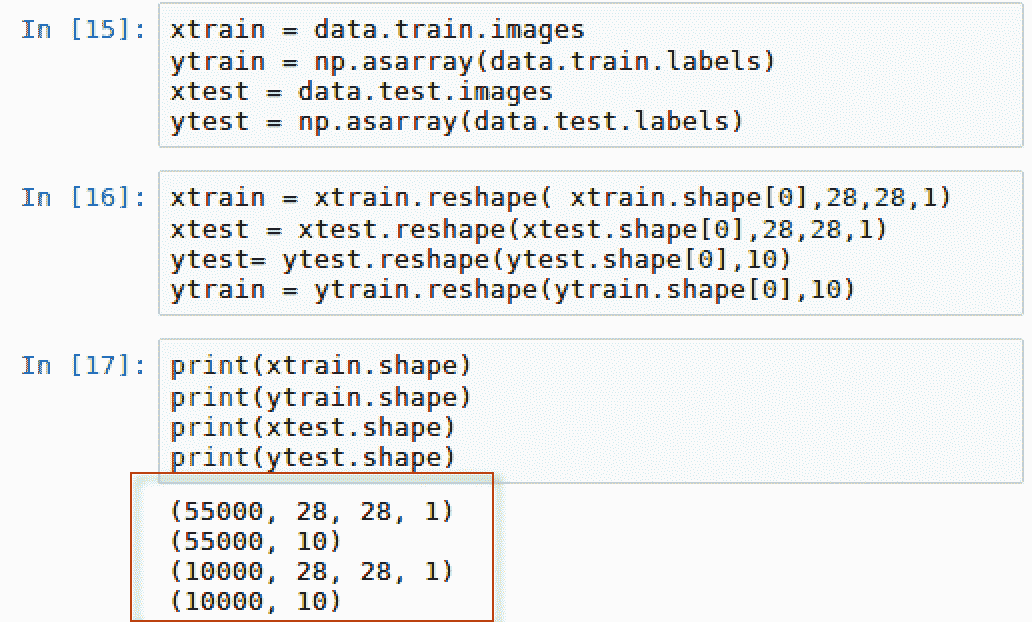 In [15]: xtrain = data.train.images
ytrain = np.asarray(data.train.labels)
xtest = data.test.images
ytest = np.asarray(data.test.labels)
In [16]: xtrain = xtrain.reshape( xtrain.shape[0],28,28,1)
xtest = xtest.reshape(xtest.shape[0],28,28,1)
ytest= ytest.reshape(ytest.shape[0],10)
ytrain = ytrain.reshape(ytrain.shape[0],10)
In [17]: print(xtrain.shape)
print(ytrain.shape)
print(xtest.shape)
print(ytest.shape)
(55000, 28, 28, 1)
(55000, 10)
(10000, 28, 28, 1)
(10000, 10)